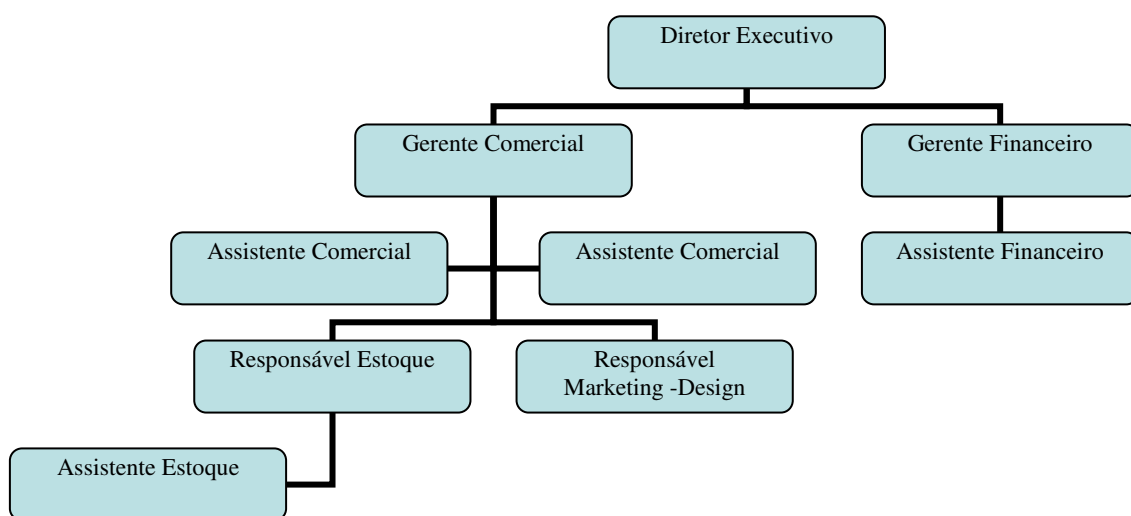 Diretor Executivo
Gerente Comercial
Gerente Financeiro
Assistente Comercial
Assistente Comercial
Assistente Financeiro
Responsável Estoque
Responsável
Marketing -Design
Assistente Estoque